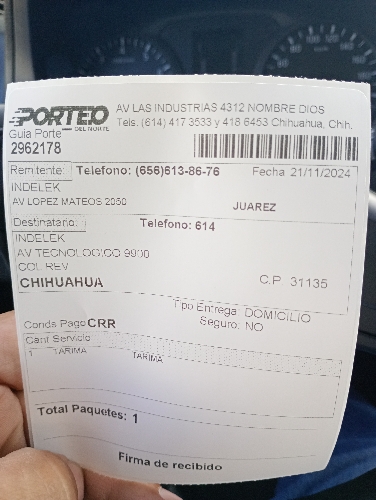 PORTEO
DEL NORTE
AV LAS INDUSTRIAS 4312 NOMBRE DIOS
Tels. (614) 417 3533 y 418 6453 Chihuahua, Chih.
Guia Porte
2962178
Remitente: Telefono: (656)613-86-76 Fecha 21/11/2024
INDELEK
AV LOPEZ MATEOS 2050 JUAREZ
Destinatario: Telefono: 614
INDELEK
AV TECNOLOGICO 9900
COL REV
CHIHUAHUA C.P. 31135
Tipo Entrega: DOMICILIO
Conds Pago CRR Seguro: NO
Cant Servicio
1 TARIMA TARIMA
Total Paquetes: 1
Firma de recibido